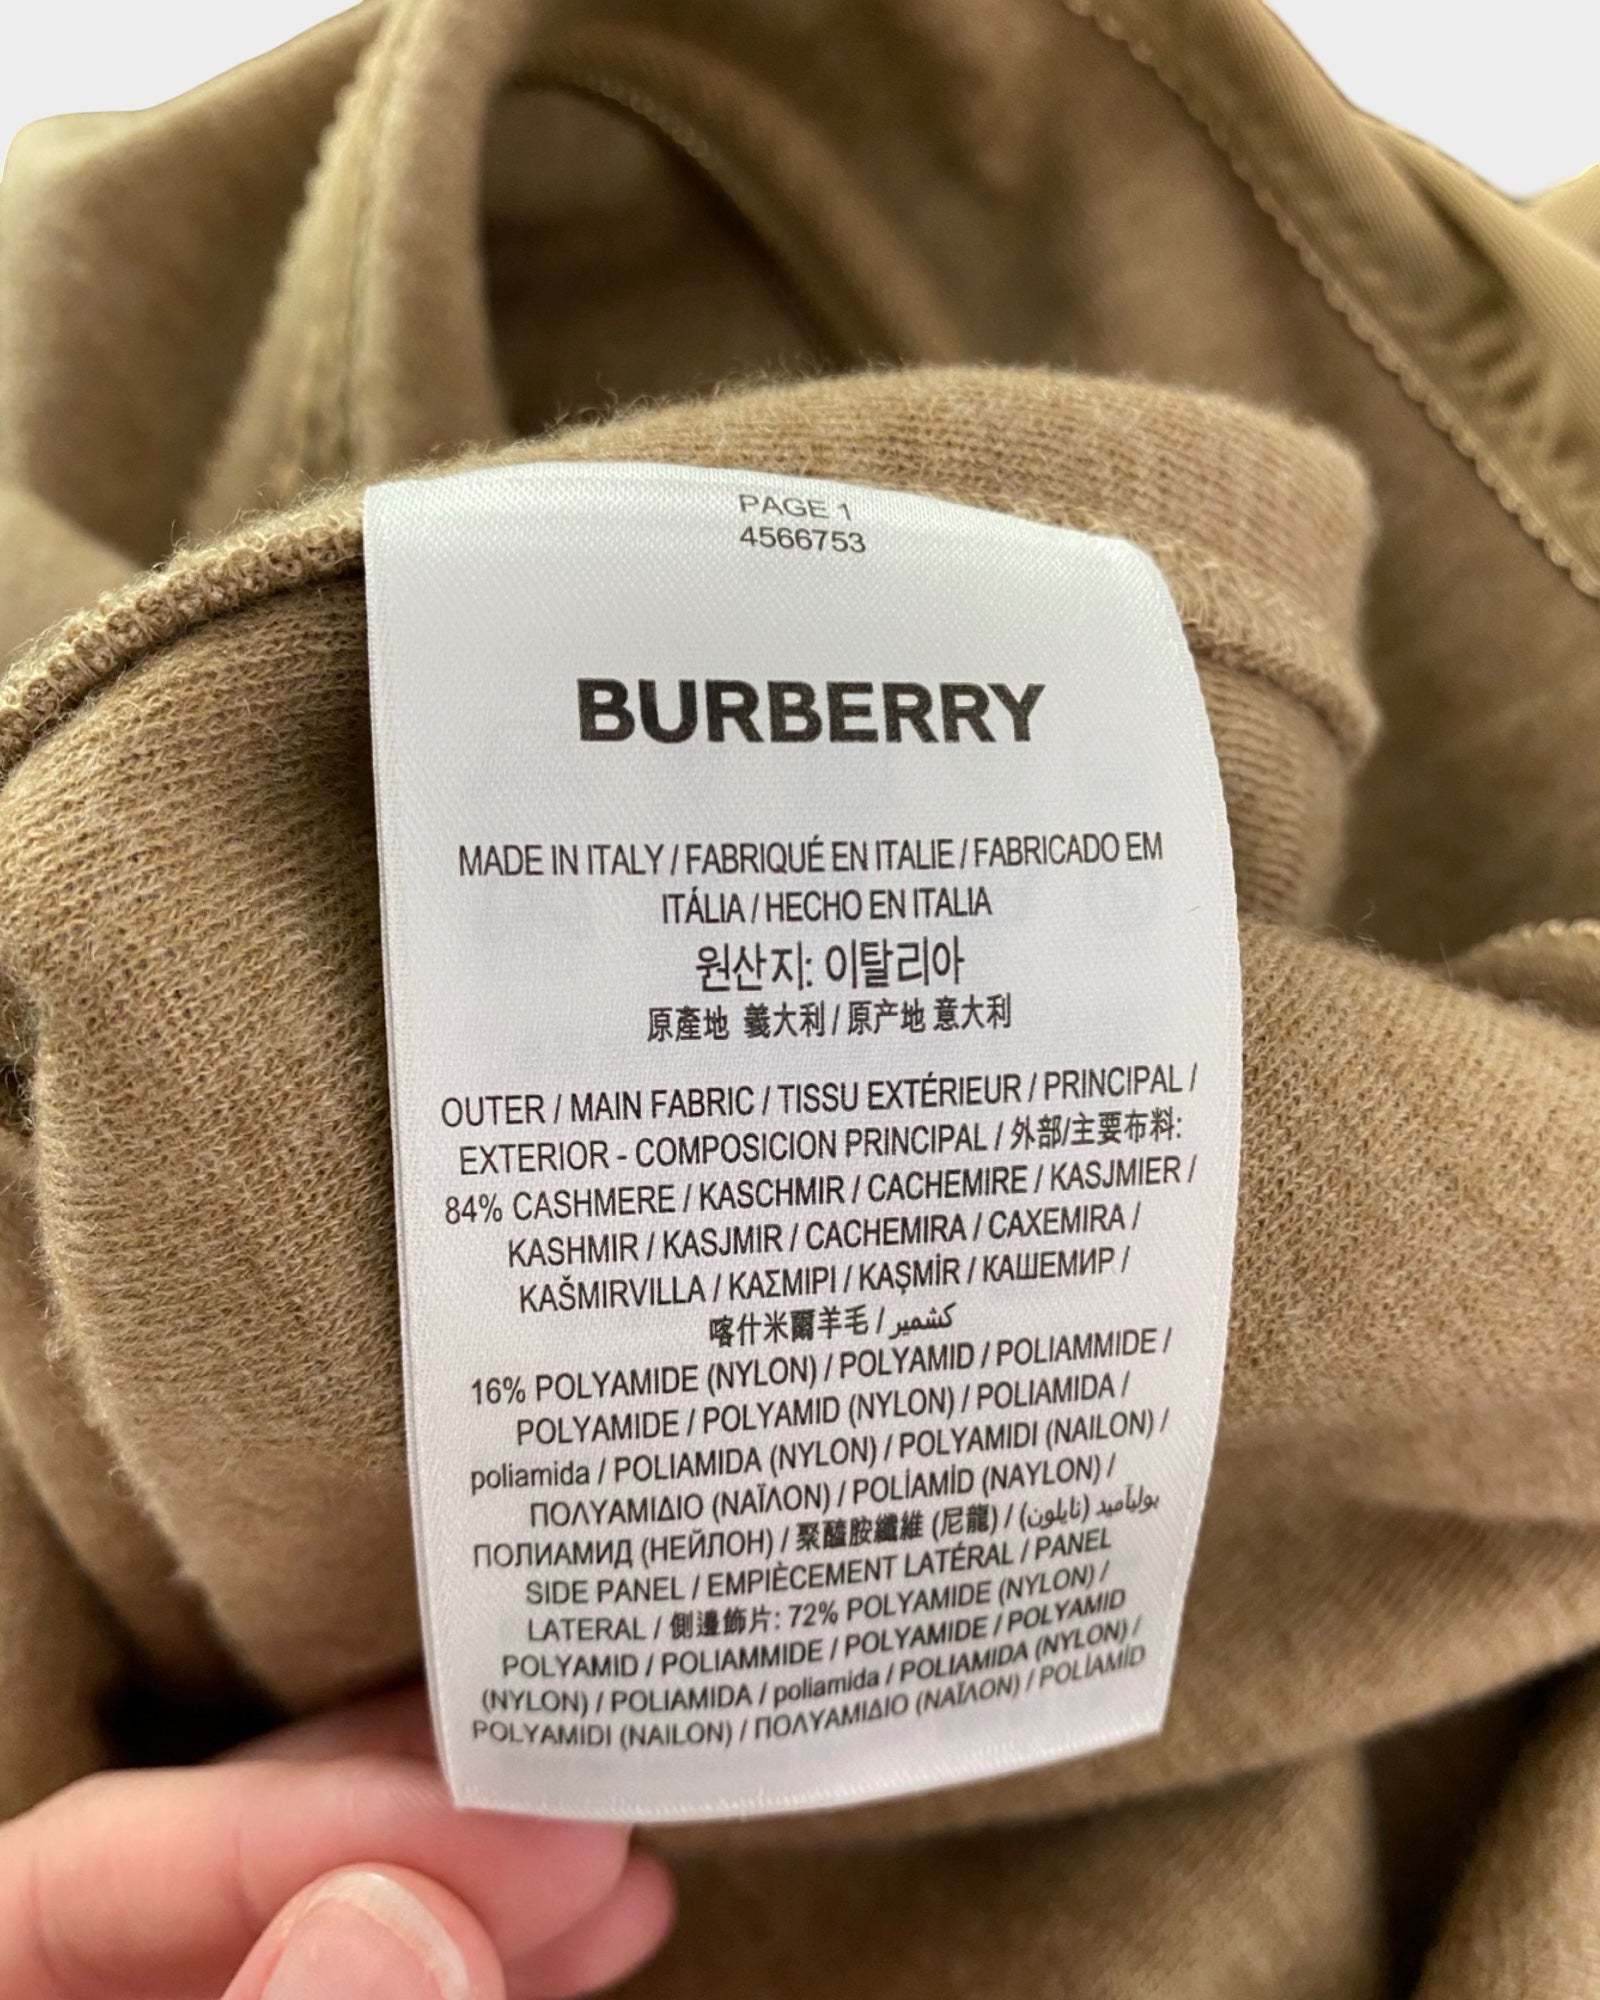 PAGE 1
4566753
BURBERRY
MADE IN ITALY / FABRIQUÉ EN ITALIE / FABRICADO EM
ITÁLIA / HECHO EN ITALIA
원산지: 이탈리아
原產地 義大利 / 原产地 意大利
OUTER / MAIN FABRIC / TISSU EXTÉRIEUR / PRINCIPAL /
EXTERIOR - COMPOSICION PRINCIPAL / 外部/主要布料:
84% CASHMERE / KASCHMIR / CACHEMIRE / KASJMIER /
KASHMIR / KASJMIR / CACHEMIRA / CAXEMIRA /
KAŠMIRVILLA / ΚΑΣΜΙΡΙ / KAŞMİR / КАШЕМИР /
喀什米爾羊毛 / كشمير
16% POLYAMIDE (NYLON) / POLYAMID / POLIAMMIDE /
POLYAMIDE / POLYAMID (NYLON) / POLIAMIDA /
poliamida / POLIAMIDA (NYLON) / POLYAMIDI (NAILON) /
ΠΟΛΥΑΜΙΔΙΟ (ΝΑΪΛΟΝ) / POLİAMİD (NAYLON) /
ПОЛИАМИД (НЕЙЛОН) / 聚醯胺纖維 (尼龍) / بوليآميد (نايلون)
SIDE PANEL / EMPIÈCEMENT LATÉRAL / PANEL
LATERAL / 側邊飾片: 72% POLYAMIDE (NYLON) /
POLYAMID / POLIAMMIDE / POLYAMIDE / POLYAMID
(NYLON) / POLIAMIDA / poliamida / POLIAMIDA (NYLON) /
POLYAMIDI (NAILON) / ΠΟΛΥΑΜΙΔΙΟ (ΝΑΪΛΟΝ) / POLİAMİD